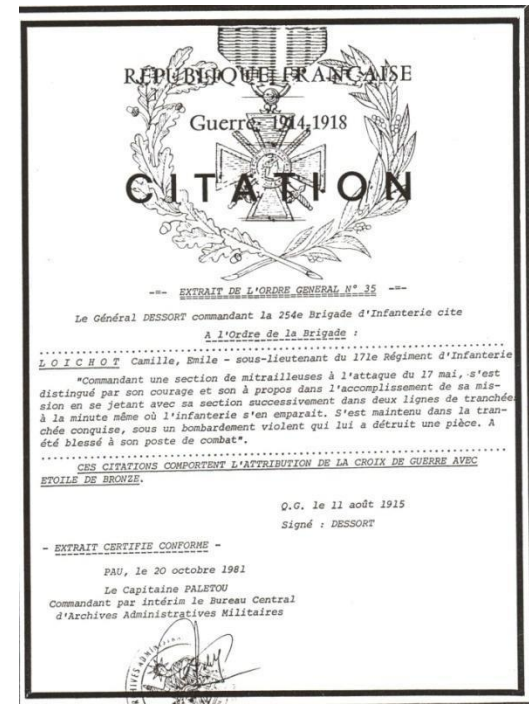 REPUBLIQUE FRANÇAISE
Guerre 1914-1918
CITATION
-=- EXTRAIT DE L'ORDRE GENERAL N° 35 -=-
Le Général DESSORT commandant la 254e Brigade d'Infanterie cite
A l'Ordre de la Brigade :
L O I C H O T Camille, Emile - sous-lieutenant du 171e Régiment d'Infanterie
"Commandant une section de mitrailleuses à l'attaque du 17 mai, s'est
distingué par son courage et son à propos dans l'accomplissement de sa mis-
sion en se jetant avec sa section successivement dans deux lignes de tranchées
à la minute même où l'infanterie s'en emparait. S'est maintenu dans la tran-
chée conquise, sous un bombardement violent qui lui a détruit une pièce. A
été blessé à son poste de combat".
CES CITATIONS COMPORTENT L'ATTRIBUTION DE LA CROIX DE GUERRE AVEC
ETOILE DE BRONZE.
Q.G. le 11 août 1915
Signé : DESSORT
- EXTRAIT CERTIFIE CONFORME -
PAU, le 20 octobre 1981
Le Capitaine PALETOU
Commandant par intérim le Bureau Central
d'Archives Administratives Militaires